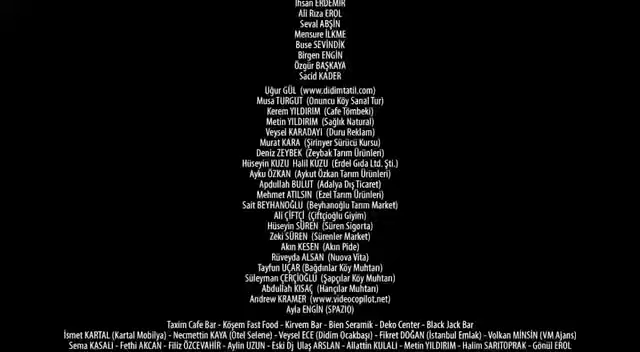 İhsan ERDEMİR
Ali Rıza EROL
Seval ABŞİN
Mensure İLKME
Buse SEVİNDİK
Birgen ENGİN
Özgür BAŞKAYA
Sacid KADER
Uğur GÜL (www.didimtatil.com)
Musa TURGUT (Onuncu Köy Sanal Tur)
Kerem YILDIRIM (Cafe Tömbeki)
Metin YILDIRIM (Sağlık Natural)
Veysel KARADAYI (Duru Reklam)
Murat KARA (Şirinyer Sürücü Kursu)
Deniz ZEYBEK (Zeybak Tarım Ürünleri)
Hüseyin KUZU Halil KUZU (Erdel Gıda Ltd. Şti.)
Ayku ÖZKAN (Aykut Özkan Tarım Ürünleri)
Apdullah BULUT (Adalya Dış Ticaret)
Mehmet ATILSIN (Ezel Tarım Ürünleri)
Sait BEYHANOĞLU (Beyhanoğlu Tarım Market)
Ali ÇİFTÇİ (Çiftçioğlu Giyim)
Hüseyin SÜREN (Süren Sigorta)
Zeki SÜREN (Sürenler Market)
Akın KESEN (Akın Pide)
Rüveyda ALSAN (Nuova Vita)
Tayfun UÇAR (Bağdınlar Köy Muhtarı)
Süleyman ÇERÇİOĞLU (Şapçılar Köy Muhtarı)
Abdullah KISAÇ (Hançılar Muhtarı)
Andrew KRAMER (www.videocopilot.net)
Ayla ENGİN (SPAZIO)
Taxim Cafe Bar - Köşem Fast Food - Kirvem Bar - Bien Seramik - Deko Center - Black Jack Bar
İsmet KARTAL (Kartal Mobilya) - Necmettin KAYA (Otel Selene) - Veysel ECE (Didim Ocakbaşı) - Fikret DOĞAN (İstanbul Emlak) - Volkan MİNSİN (VM Ajans)
Sema KASALI - Fethi AKCAN - Filiz ÖZCEVAHİR - Aylin UZUN - Eski Dj Ulaş ARSLAN - Allattin KULALI - Metin YILDIRIM - Halim SARITOPRAK - Gönül EROL